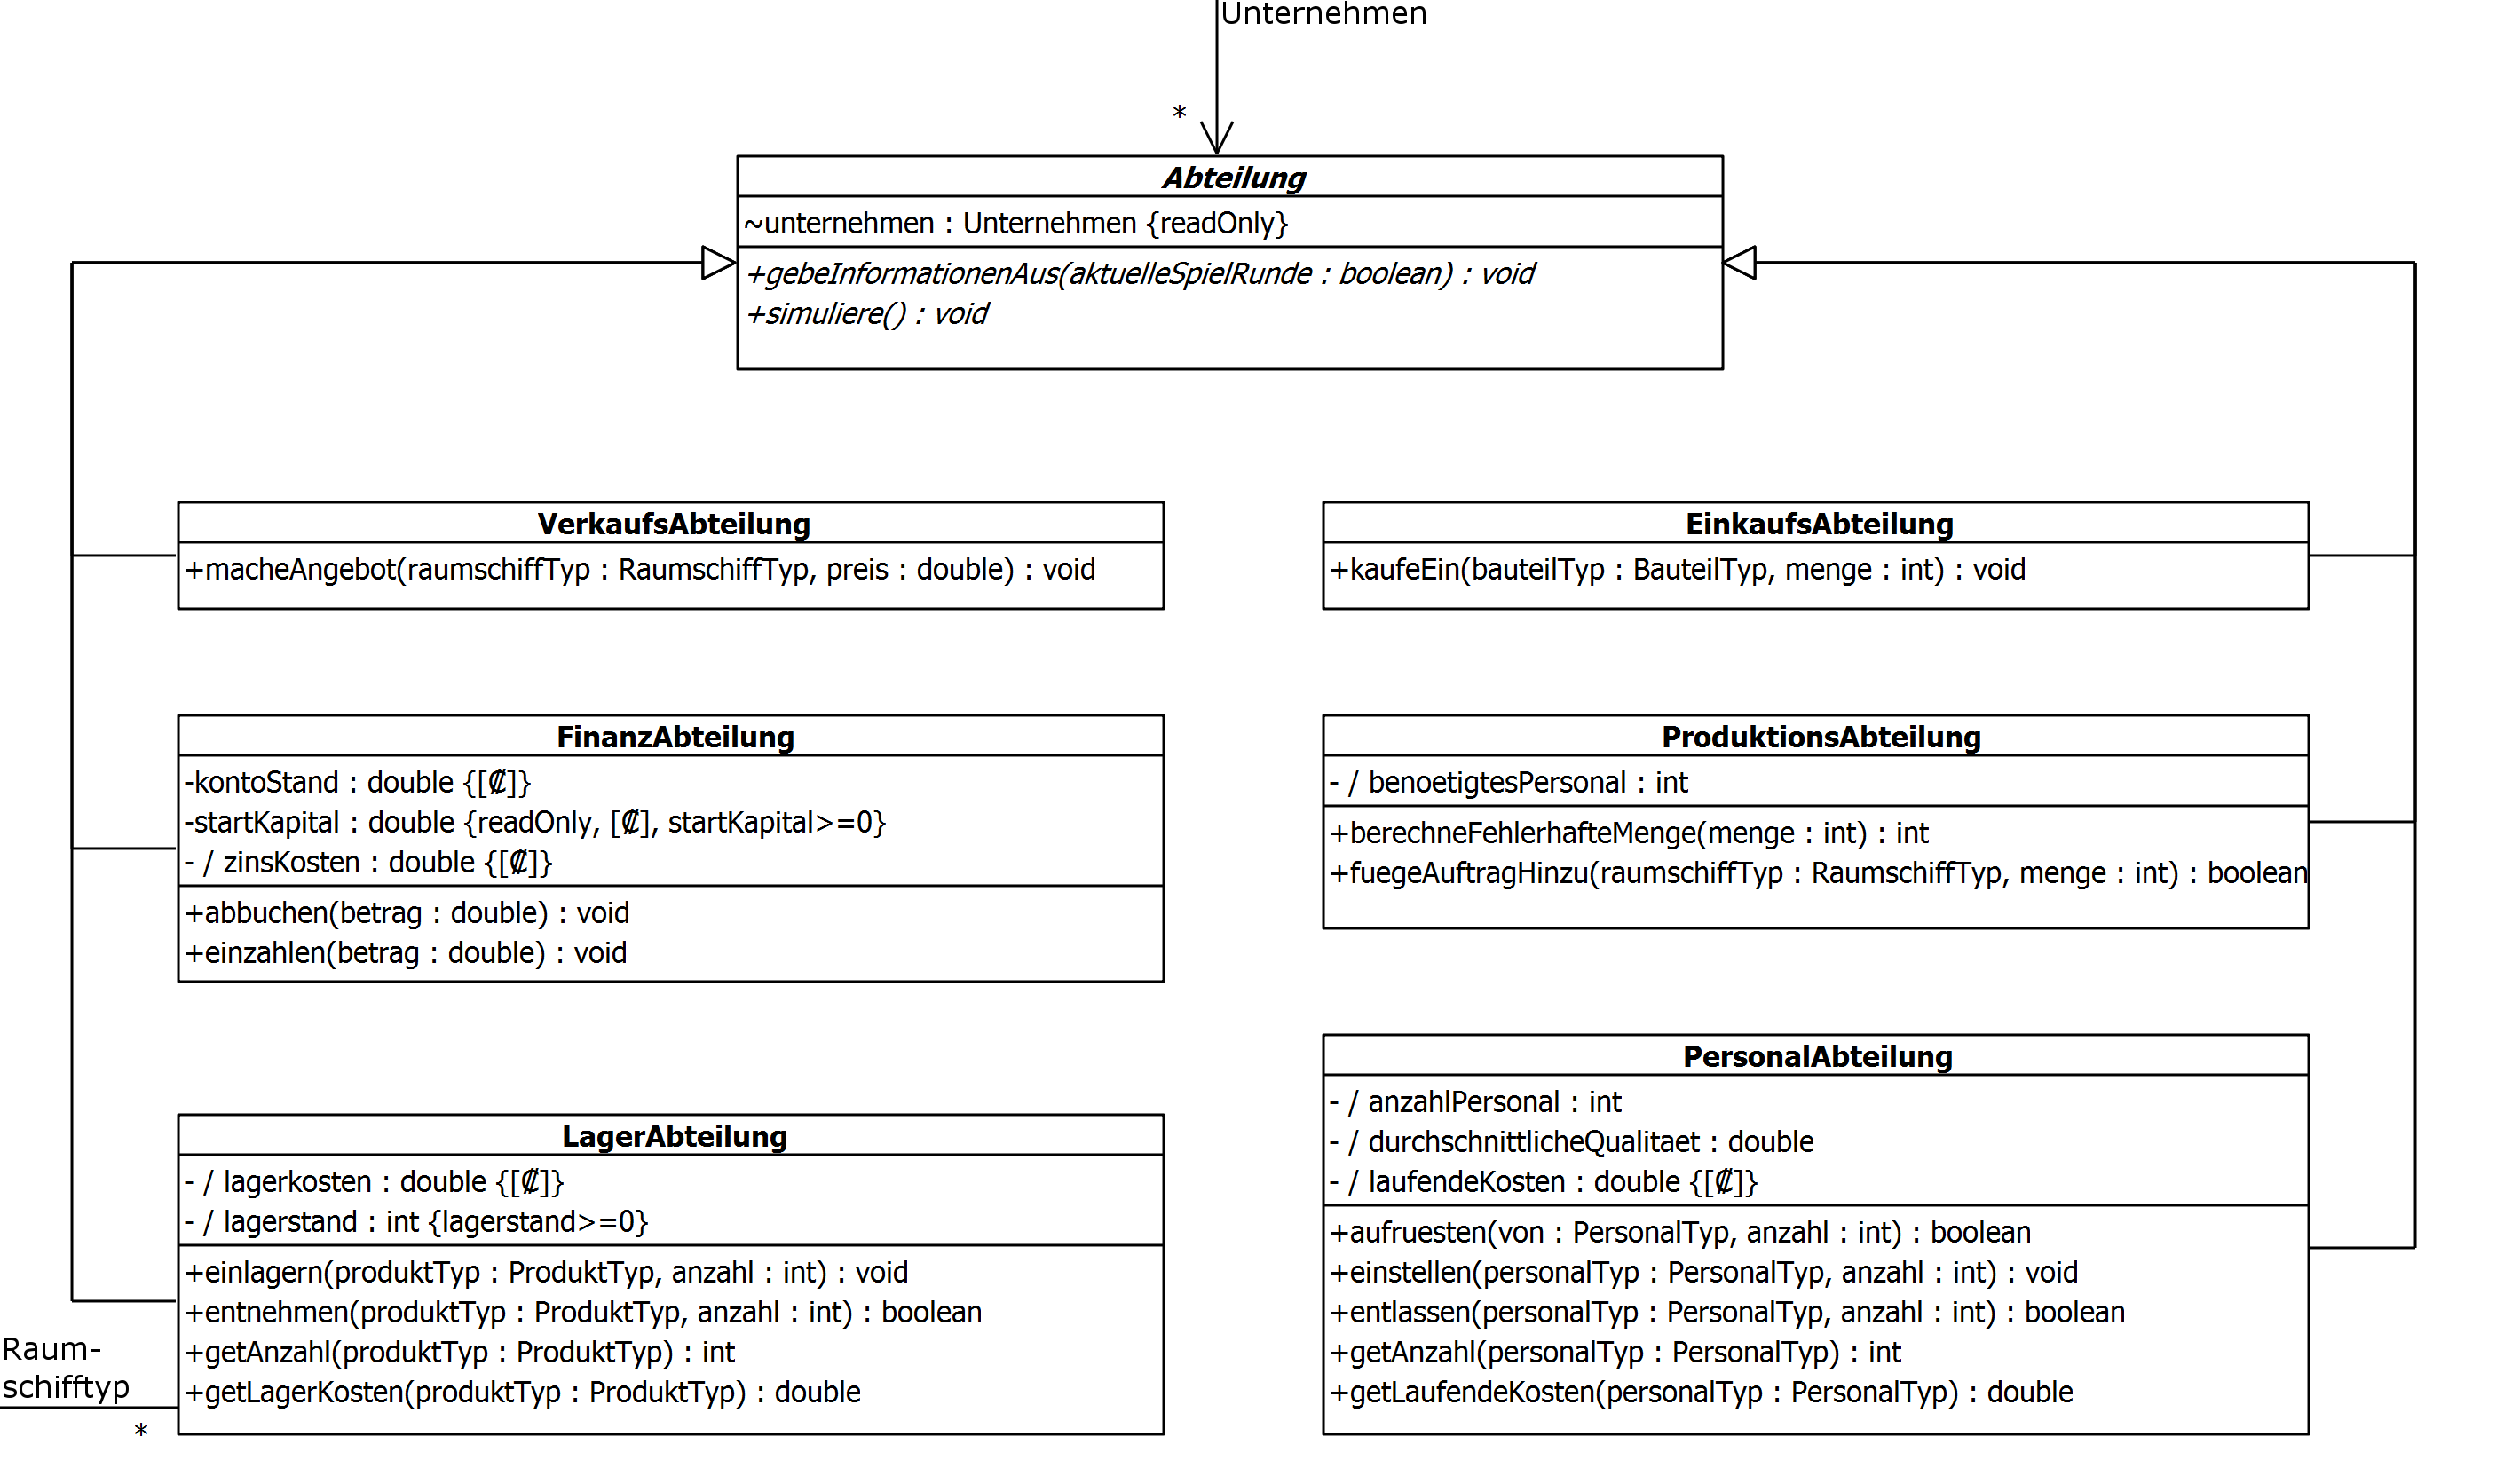 Unternehmen
*
Abteilung
~unternehmen : Unternehmen {readOnly}
+gebeInformationenAus(aktuelleSpielRunde : boolean) : void
+simuliere() : void
VerkaufsAbteilung
+macheAngebot(raumschiffTyp : RaumschiffTyp, preis : double) : void
EinkaufsAbteilung
+kaufeEin(bauteilTyp : BauteilTyp, menge : int) : void
FinanzAbteilung
-kontoStand : double {[₡]}
-startKapital : double {readOnly, [₡], startKapital>=0}
- / zinsKosten : double {[₡]}
+abbuchen(betrag : double) : void
+einzahlen(betrag : double) : void
ProduktionsAbteilung
- / benoetigtesPersonal : int
+berechneFehlerhafteMenge(menge : int) : int
+fuegeAuftragHinzu(raumschiffTyp : RaumschiffTyp, menge : int) : boolean
LagerAbteilung
- / lagerkosten : double {[₡]}
- / lagerstand : int {lagerstand>=0}
+einlagern(produktTyp : ProduktTyp, anzahl : int) : void
+entnehmen(produktTyp : ProduktTyp, anzahl : int) : boolean
+getAnzahl(produktTyp : ProduktTyp) : int
+getLagerKosten(produktTyp : ProduktTyp) : double
Raum-
schifftyp
*
PersonalAbteilung
- / anzahlPersonal : int
- / durchschnittlicheQualitaet : double
- / laufendeKosten : double {[₡]}
+aufruesten(von : PersonalTyp, anzahl : int) : boolean
+einstellen(personalTyp : PersonalTyp, anzahl : int) : void
+entlassen(personalTyp : PersonalTyp, anzahl : int) : boolean
+getAnzahl(personalTyp : PersonalTyp) : int
+getLaufendeKosten(personalTyp : PersonalTyp) : double